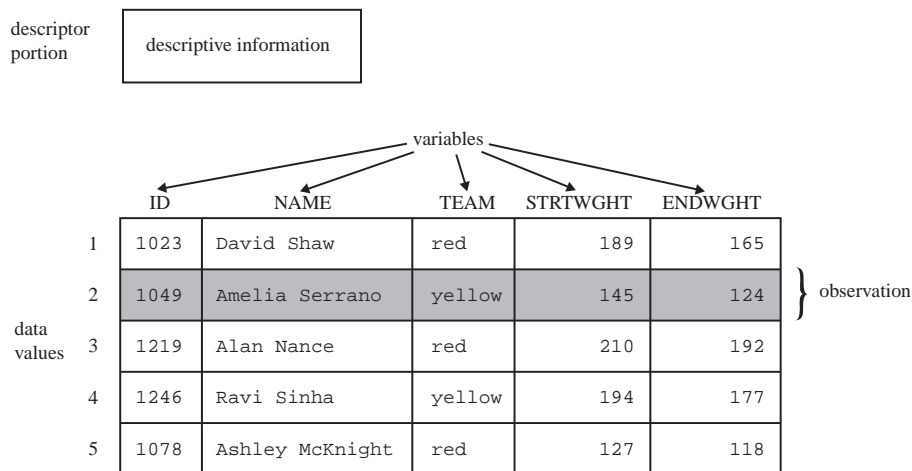 descriptor
portion
descriptive information
variables
ID NAME TEAM STRTWGHT ENDWGHT
1 1023 David Shaw red 189 165
2 1049 Amelia Serrano yellow 145 124 } observation
data
values
3 1219 Alan Nance red 210 192
4 1246 Ravi Sinha yellow 194 177
5 1078 Ashley McKnight red 127 118